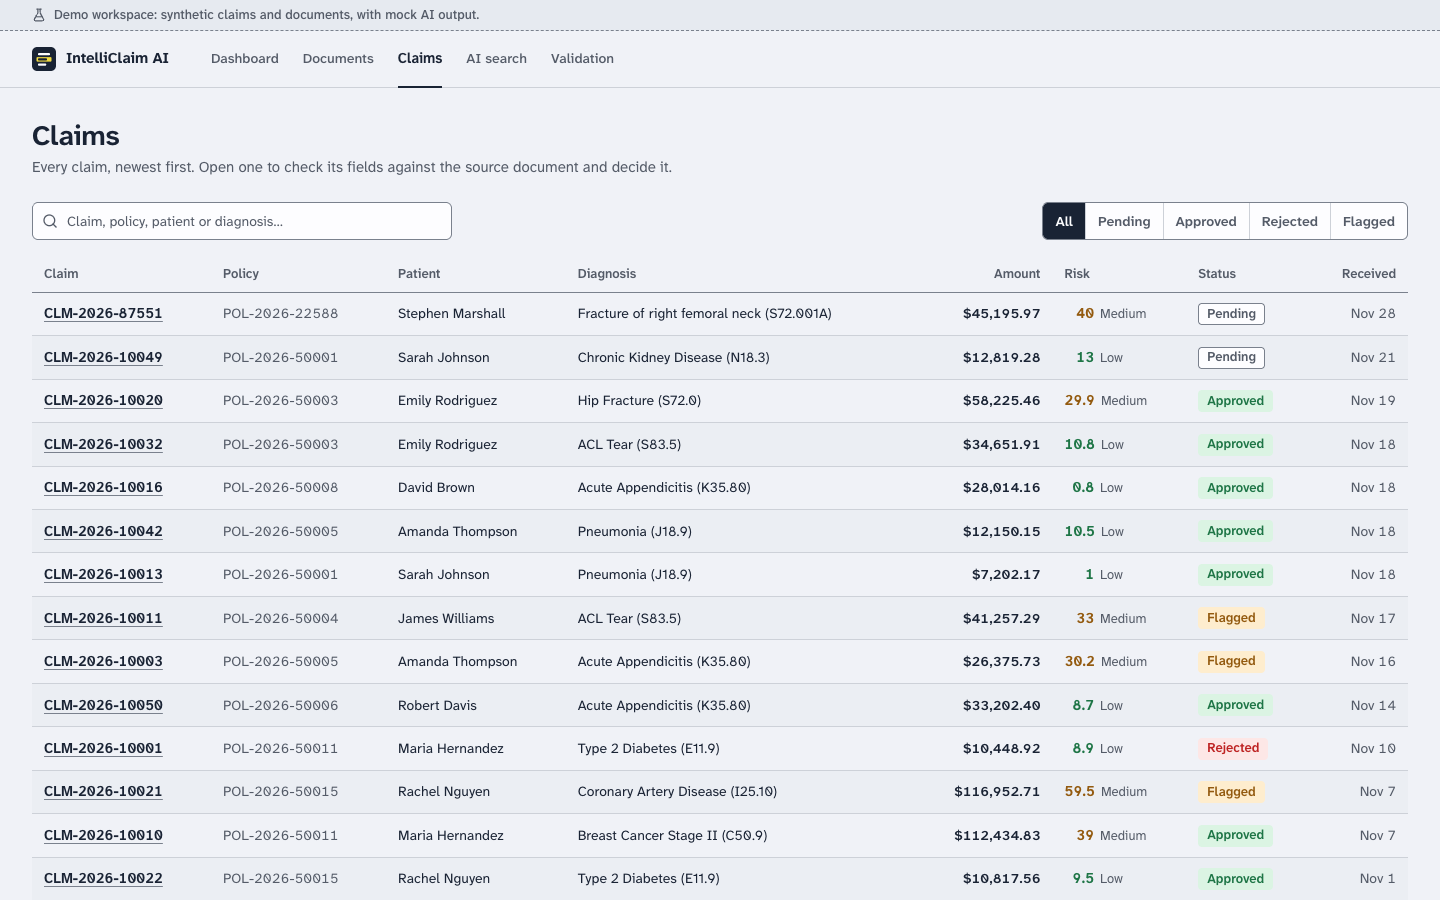 Demo workspace: synthetic claims and documents, with mock AI output.
IntelliClaim AI Dashboard Documents Claims AI search Validation
Claims
Every claim, newest first. Open one to check its fields against the source document and decide it.
Claim, policy, patient or diagnosis... All Pending Approved Rejected Flagged
Claim Policy Patient Diagnosis Amount Risk Status Received
CLM-2026-87551 POL-2026-22588 Stephen Marshall Fracture of right femoral neck (S72.001A) $45,195.97 40 Medium Pending Nov 28
CLM-2026-10049 POL-2026-50001 Sarah Johnson Chronic Kidney Disease (N18.3) $12,819.28 13 Low Pending Nov 21
CLM-2026-10020 POL-2026-50003 Emily Rodriguez Hip Fracture (S72.0) $58,225.46 29.9 Medium Approved Nov 19
CLM-2026-10032 POL-2026-50003 Emily Rodriguez ACL Tear (S83.5) $34,651.91 10.8 Low Approved Nov 18
CLM-2026-10016 POL-2026-50008 David Brown Acute Appendicitis (K35.80) $28,014.16 0.8 Low Approved Nov 18
CLM-2026-10042 POL-2026-50005 Amanda Thompson Pneumonia (J18.9) $12,150.15 10.5 Low Approved Nov 18
CLM-2026-10013 POL-2026-50001 Sarah Johnson Pneumonia (J18.9) $7,202.17 1 Low Approved Nov 18
CLM-2026-10011 POL-2026-50004 James Williams ACL Tear (S83.5) $41,257.29 33 Medium Flagged Nov 17
CLM-2026-10003 POL-2026-50005 Amanda Thompson Acute Appendicitis (K35.80) $26,375.73 30.2 Medium Flagged Nov 16
CLM-2026-10050 POL-2026-50006 Robert Davis Acute Appendicitis (K35.80) $33,202.40 8.7 Low Approved Nov 14
CLM-2026-10001 POL-2026-50011 Maria Hernandez Type 2 Diabetes (E11.9) $10,448.92 8.9 Low Rejected Nov 10
CLM-2026-10021 POL-2026-50015 Rachel Nguyen Coronary Artery Disease (I25.10) $116,952.71 59.5 Medium Flagged Nov 7
CLM-2026-10010 POL-2026-50011 Maria Hernandez Breast Cancer Stage II (C50.9) $112,434.83 39 Medium Approved Nov 7
CLM-2026-10022 POL-2026-50015 Rachel Nguyen Type 2 Diabetes (E11.9) $10,817.56 9.5 Low Approved Nov 1